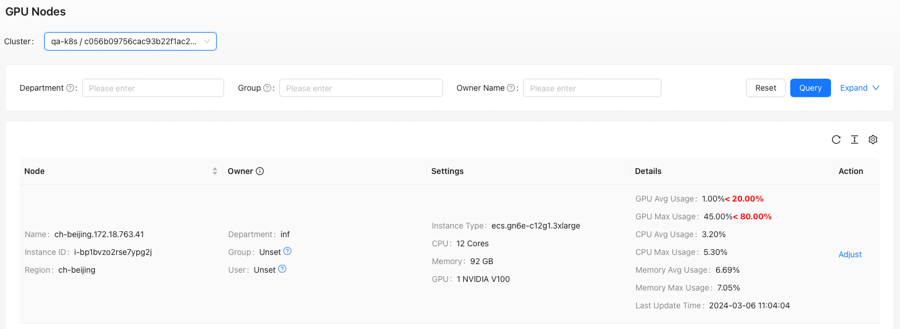 GPU Nodes
Cluster: qa-k8s / c056b09756cac93b22f1ac2...
Department: Please enter Group: Please enter Owner Name: Please enter Reset Query Expand
Node Owner Settings Details Action
Name: ch-beijing.172.18.763.41
Instance ID: i-bp1bvzo2rse7ypg2j
Region: ch-beijing
Department: inf
Group: Unset
User: Unset
Instance Type: ecs.gn6e-c12g1.3xlarge
CPU: 12 Cores
Memory: 92 GB
GPU: 1 NVIDIA V100
GPU Avg Usage: 1.00%< 20.00%
GPU Max Usage: 45.00%< 80.00%
CPU Avg Usage: 3.20%
CPU Max Usage: 5.30%
Memory Avg Usage: 6.69%
Memory Max Usage: 7.05%
Last Update Time: 2024-03-06 11:04:04
Adjust